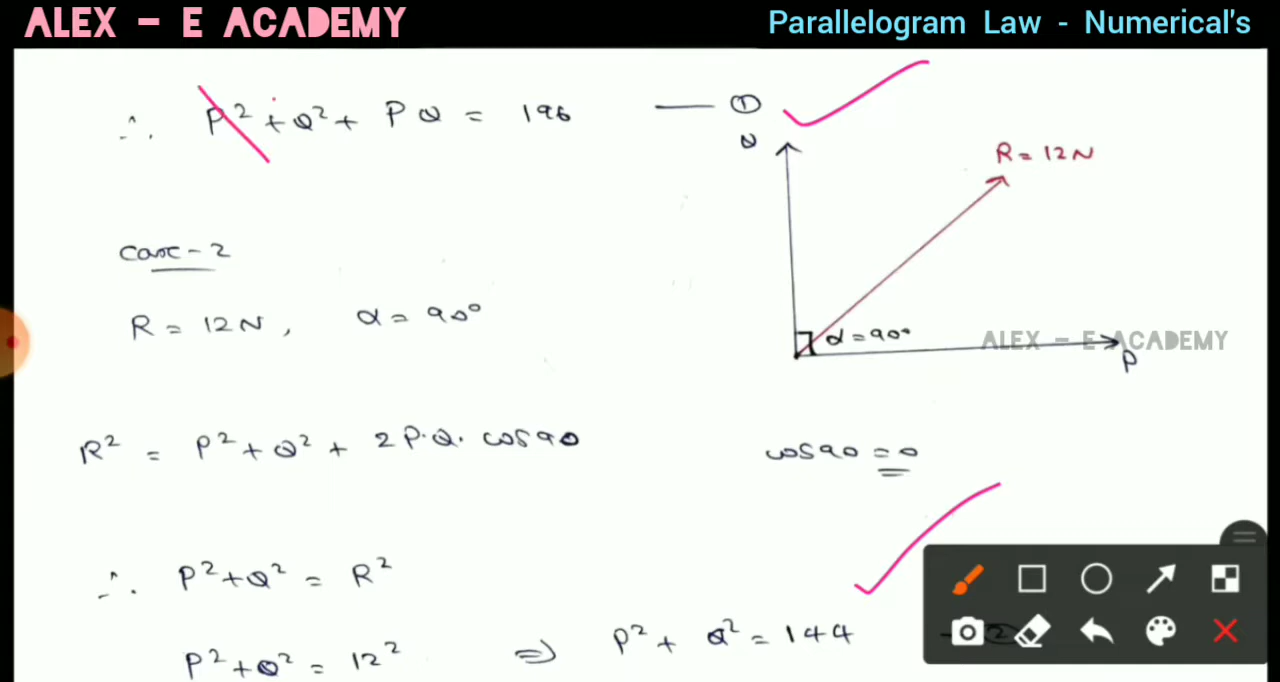 ALEX - E ACADEMY
Parallelogram Law - Numerical's
∴ P² + Q² + PQ = 196 — ①
Q
R = 12N
Case - 2
R = 12N, α = 90°
α = 90°
ALEX - E ACADEMY
P
R² = P² + Q² + 2P.Q. cos90
cos90 = 0
∴ P² + Q² = R²
P² + Q² = 12² ⇒ P² + Q² = 144 — ②